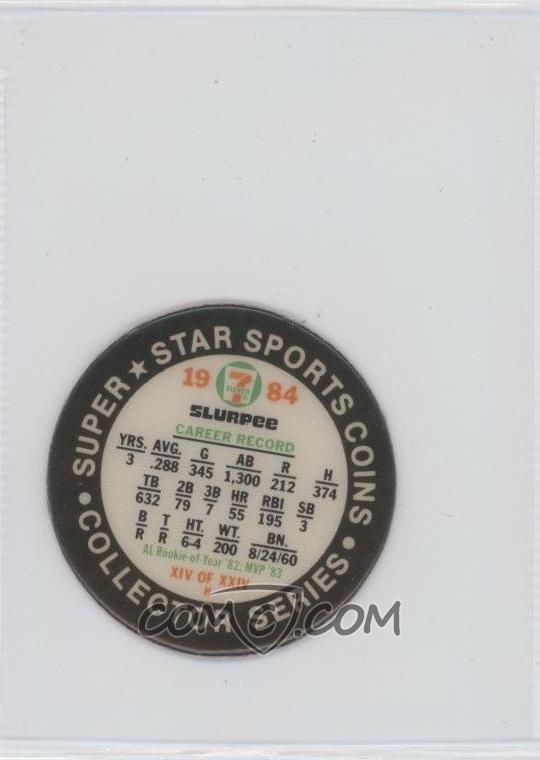 SUPER ★ STAR SPORTS COINS
• COLLECTOR SERIES •
19 7 ELEVEN ® 84
SLURPEE
CAREER RECORD
YRS. AVG. G AB R H
3 .288 345 1,300 212 374
TB 2B 3B HR RBI SB
632 79 7 55 195 3
B T HT. WT. BN.
R R 6-4 200 8/24/60
AL Rookie-of-Year '82; MVP '83
XIV OF XXIV
COMC.COM